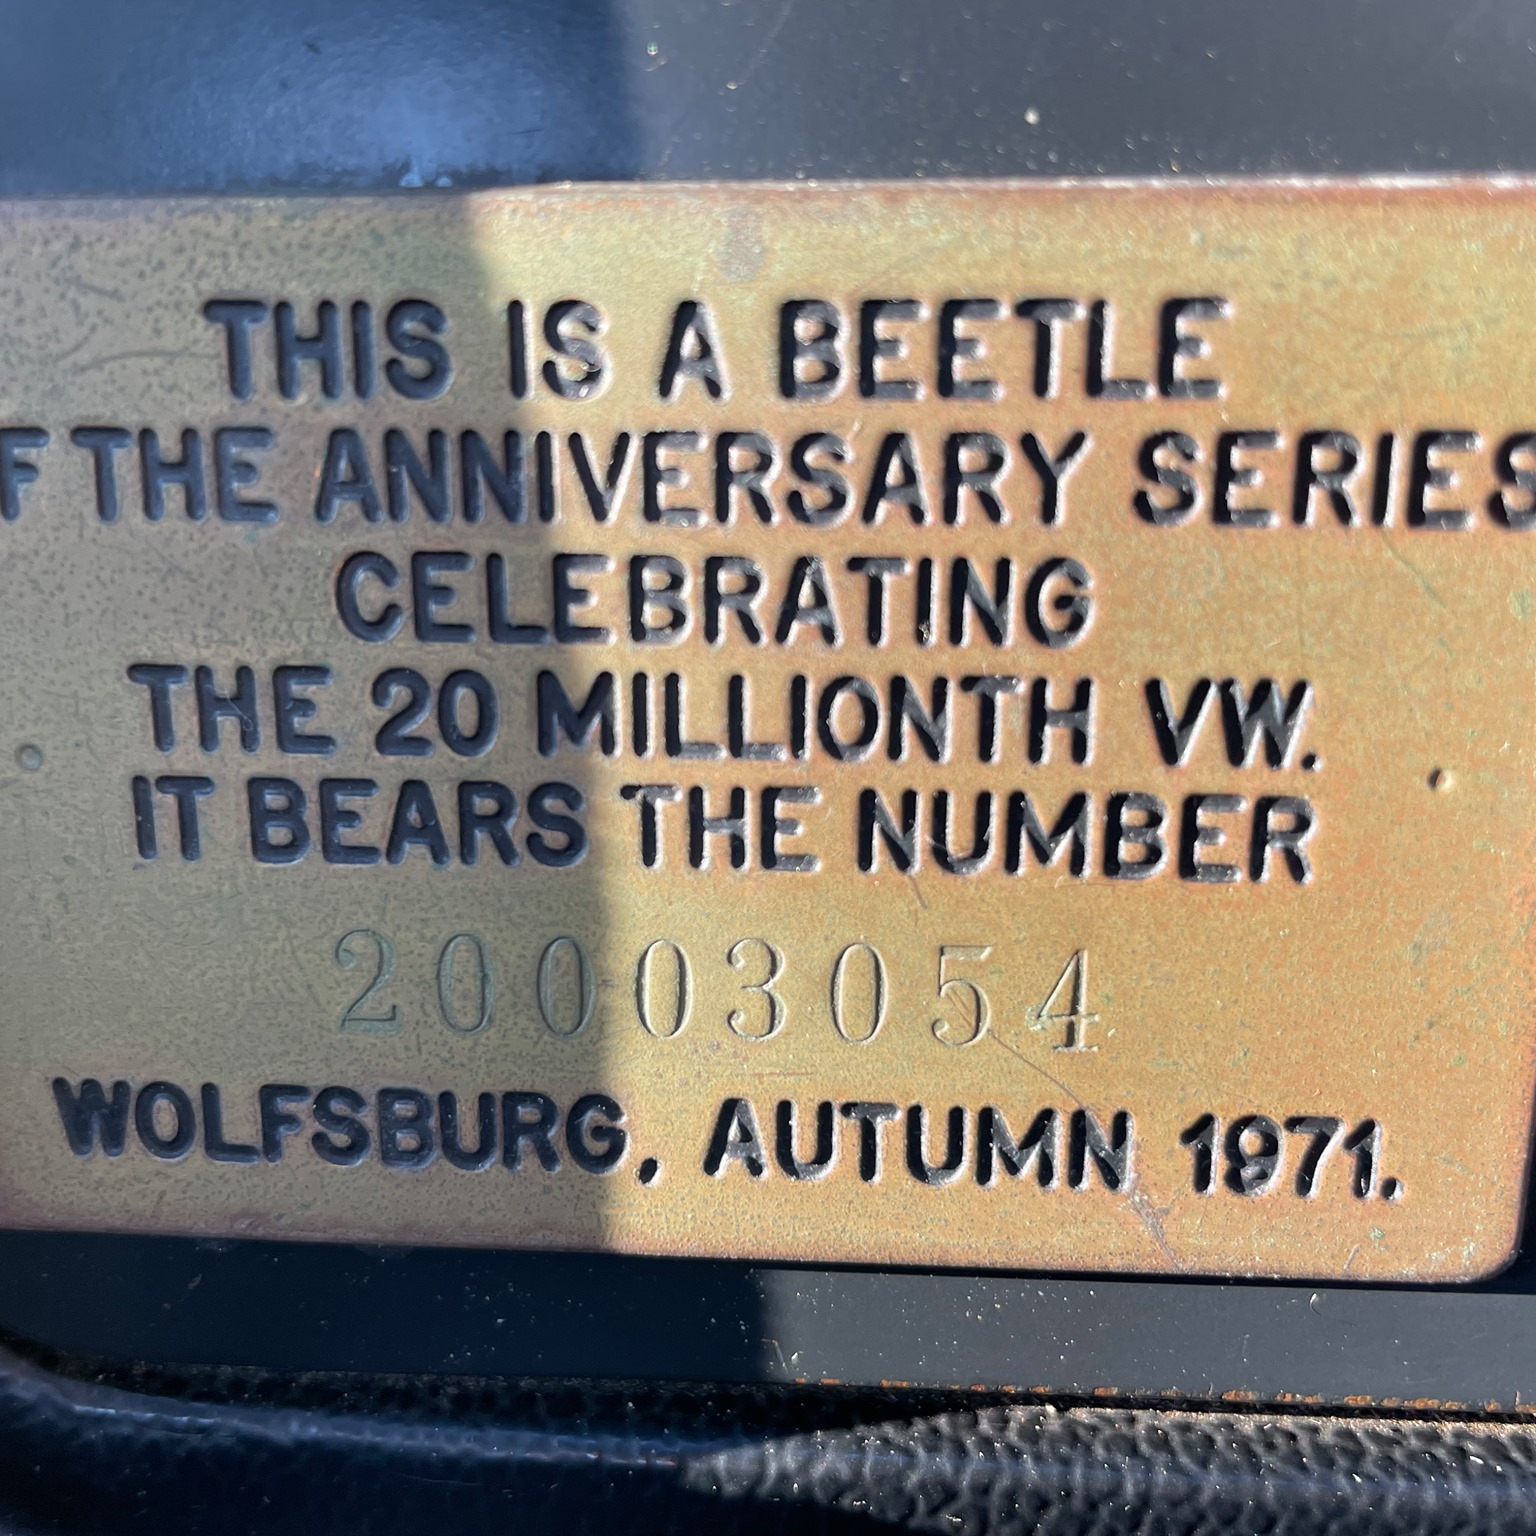 THIS IS A BEETLE
F THE ANNIVERSARY SERIES
CELEBRATING
THE 20 MILLIONTH VW.
IT BEARS THE NUMBER
20003054
WOLFSBURG, AUTUMN 1971.